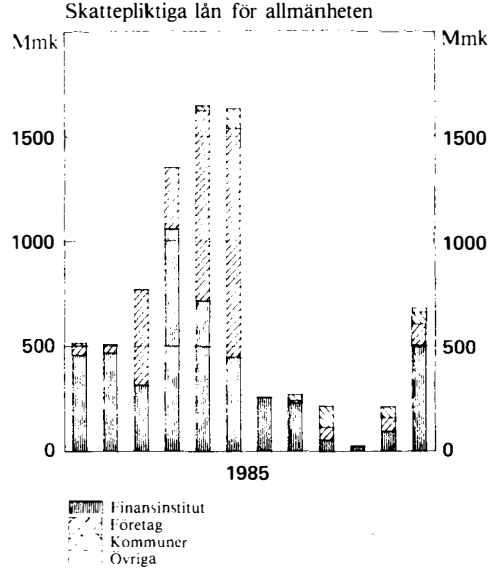 Skattepliktiga lån för allmänheten
Mmk Mmk
1500 1500
1000 1000
500 500
0 0
1985
Finansinstitut
Företag
Kommuner
Övriga